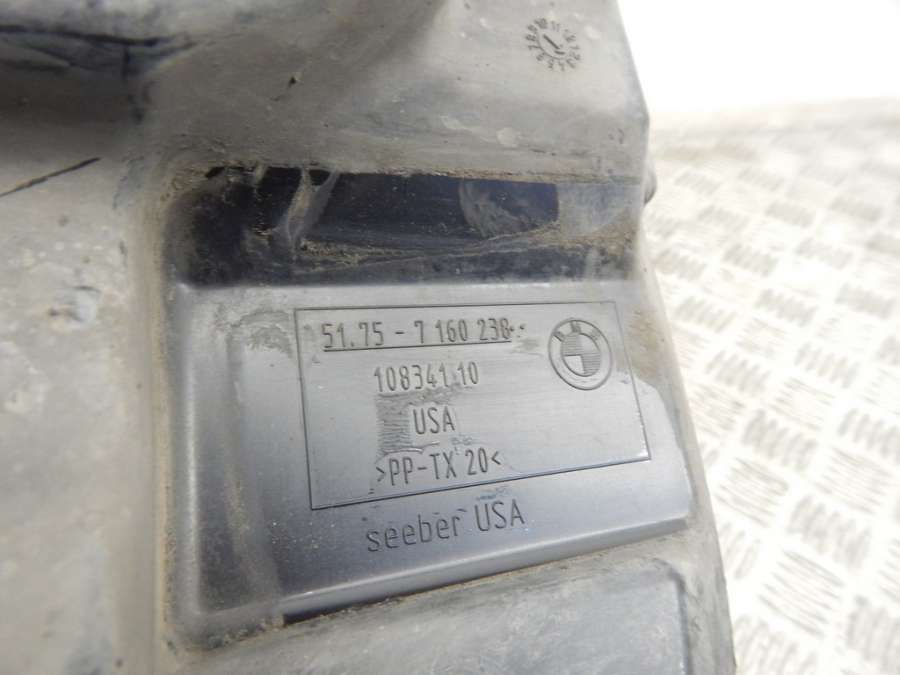 51.75 - 7 160 238
108341.10
USA
>PP-TX 20<
seeber USA